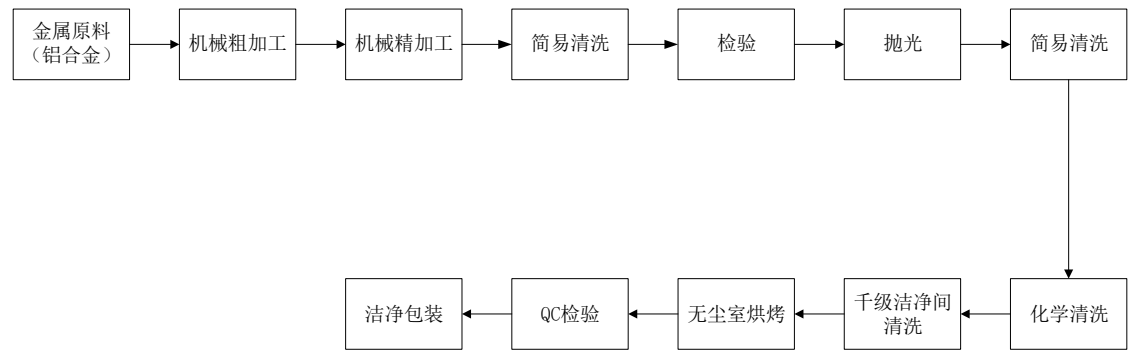 金属原料
（铝合金）
机械粗加工
机械精加工
简易清洗
检验
抛光
简易清洗
化学清洗
千级洁净间
清洗
无尘室烘烤
QC检验
洁净包装